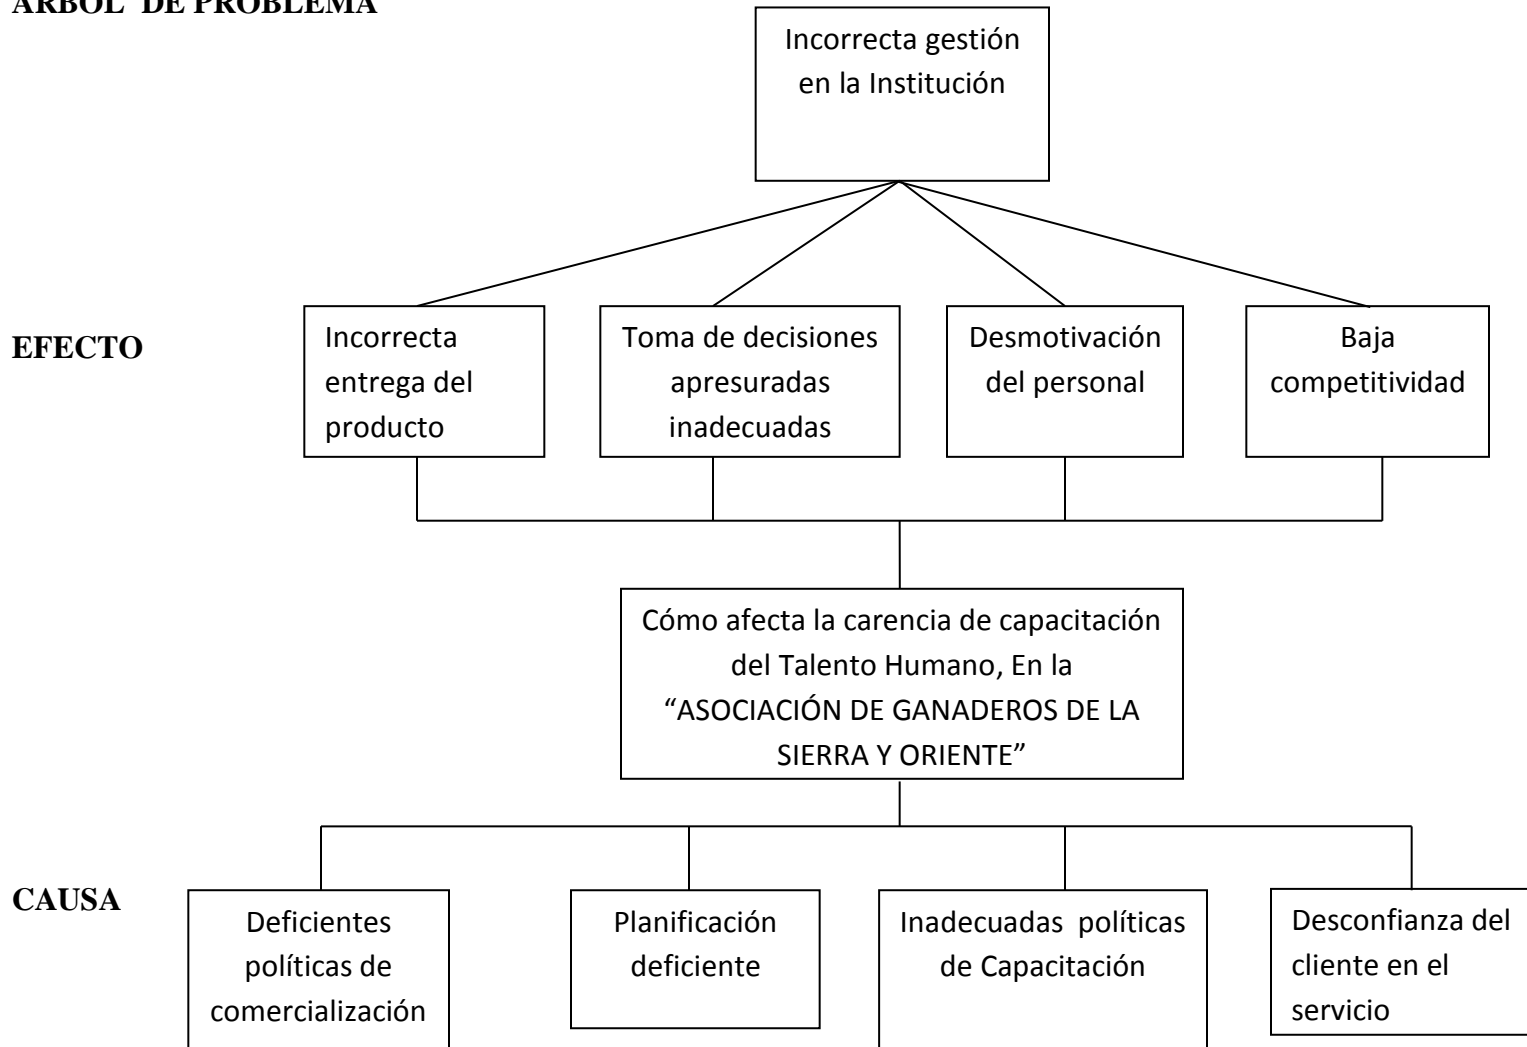 ÁRBOL DE PROBLEMA
Incorrecta gestión
en la Institución
EFECTO
Incorrecta
entrega del
producto
Toma de decisiones
apresuradas
inadecuadas
Desmotivación
del personal
Baja
competitividad
Cómo afecta la carencia de capacitación
del Talento Humano, En la
“ASOCIACIÓN DE GANADEROS DE LA
SIERRA Y ORIENTE”
CAUSA
Deficientes
políticas de
comercialización
Planificación
deficiente
Inadecuadas políticas
de Capacitación
Desconfianza del
cliente en el
servicio